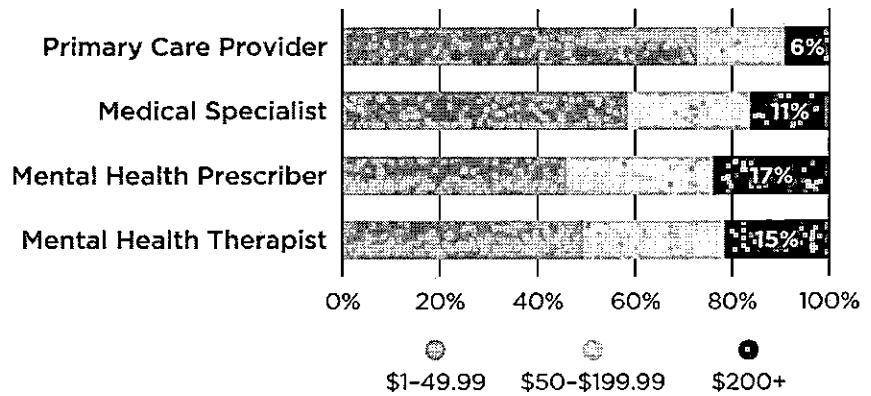 Primary Care Provider 6%
Medical Specialist 11%
Mental Health Prescriber 17%
Mental Health Therapist 15%
0% 20% 40% 60% 80% 100%
$1-49.99 $50-$199.99 $200+